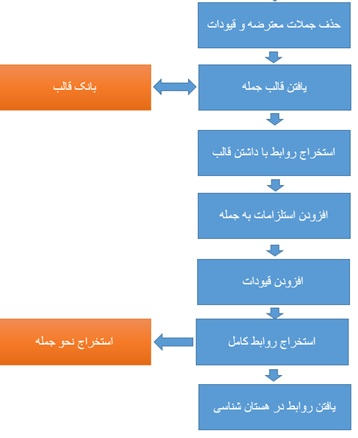 حذف جملات معترضه و قیودات
یافتن قالب جمله
بانک قالب
استخراج روابط با داشتن قالب
افزودن استلزامات به جمله
افزودن قیودات
استخراج روابط کامل
استخراج نحو جمله
یافتن روابط در هستان شناسی